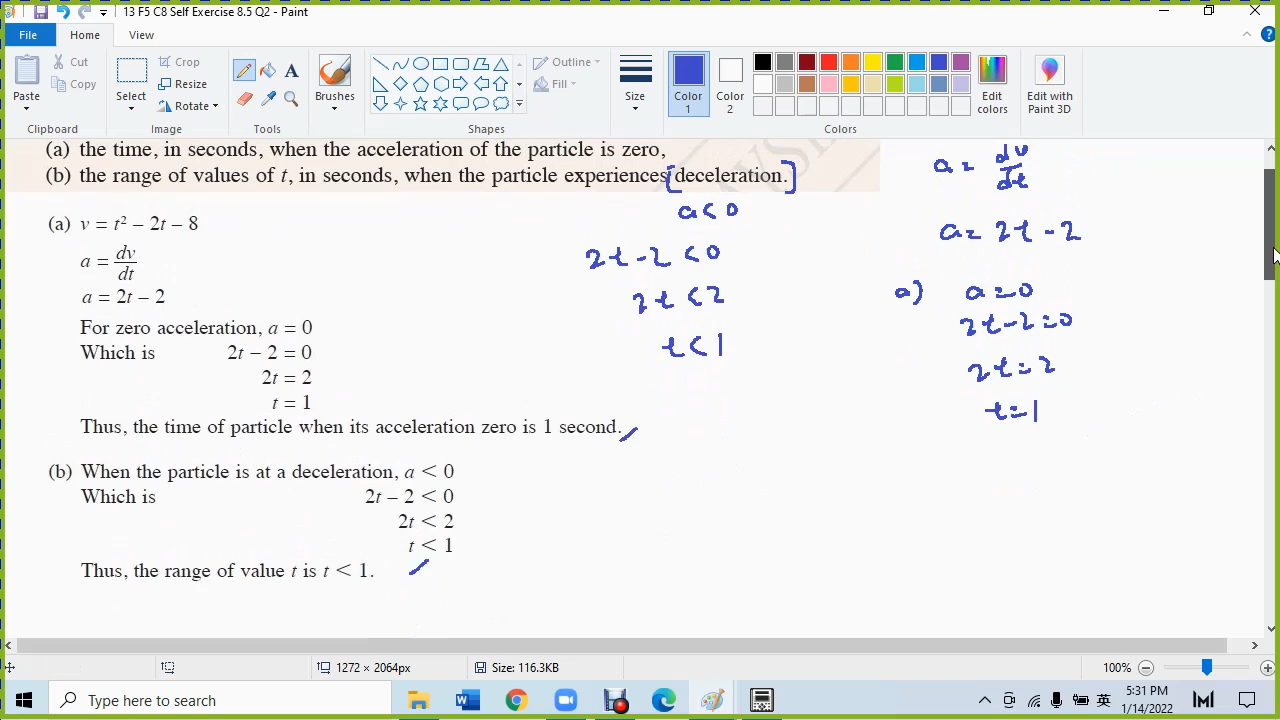 13 F5 C8 Self Exercise 8.5 Q2 - Paint
File Home View
Paste Cut Copy Clipboard
Select Crop Resize Rotate Image
Tools
Brushes
Outline Fill Shapes
Size
Color 1 Color 2 Edit colors Colors
Edit with Paint 3D
(a) the time, in seconds, when the acceleration of the particle is zero,
(b) the range of values of t, in seconds, when the particle experiences [deceleration.]
a<0
2t-2 <0
2t <2
t<1
a= dv/dt
a= 2t-2
a) a=0
2t-2=0
2t=2
t=1
(a) v = t² – 2t – 8
a = dv/dt
a = 2t – 2
For zero acceleration, a = 0
Which is 2t – 2 = 0
2t = 2
t = 1
Thus, the time of particle when its acceleration zero is 1 second.
(b) When the particle is at a deceleration, a < 0
Which is 2t – 2 < 0
2t < 2
t < 1
Thus, the range of value t is t < 1.
1272 × 2064px Size: 116.3KB 100%
Type here to search
英 5:31 PM
1/14/2022